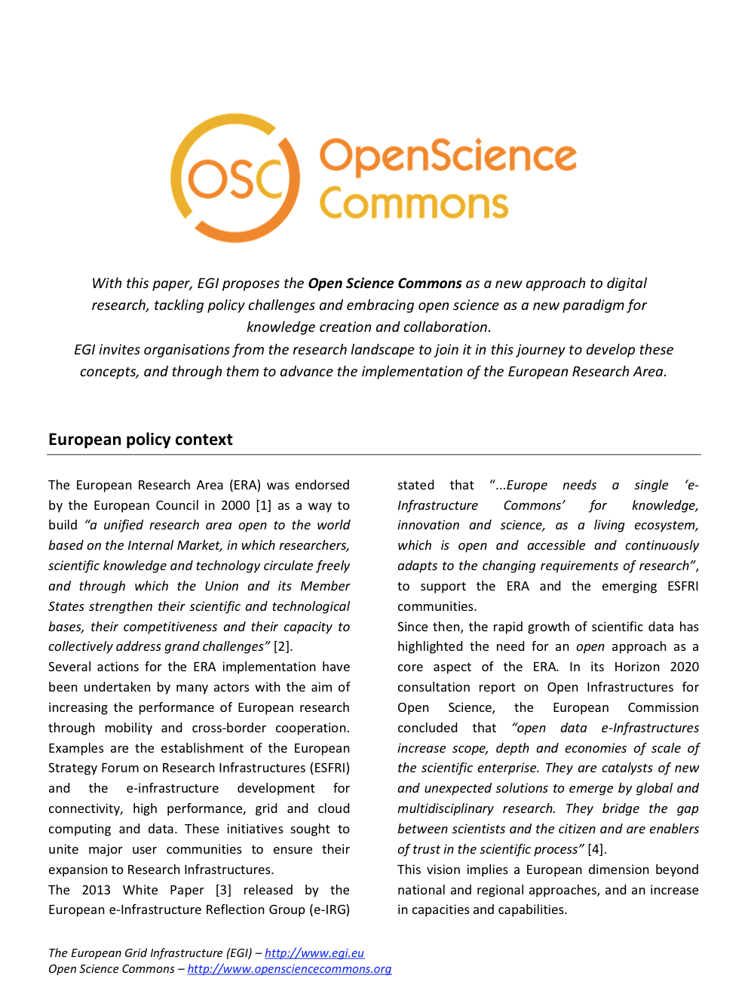 OSC
OpenScience
Commons
With this paper, EGI proposes the Open Science Commons as a new approach to digital
research, tackling policy challenges and embracing open science as a new paradigm for
knowledge creation and collaboration.
EGI invites organisations from the research landscape to join it in this journey to develop these
concepts, and through them to advance the implementation of the European Research Area.
European policy context
The European Research Area (ERA) was endorsed
by the European Council in 2000 [1] as a way to
build “a unified research area open to the world
based on the Internal Market, in which researchers,
scientific knowledge and technology circulate freely
and through which the Union and its Member
States strengthen their scientific and technological
bases, their competitiveness and their capacity to
collectively address grand challenges” [2].
Several actions for the ERA implementation have
been undertaken by many actors with the aim of
increasing the performance of European research
through mobility and cross-border cooperation.
Examples are the establishment of the European
Strategy Forum on Research Infrastructures (ESFRI)
and the e-infrastructure development for
connectivity, high performance, grid and cloud
computing and data. These initiatives sought to
unite major user communities to ensure their
expansion to Research Infrastructures.
The 2013 White Paper [3] released by the
European e-Infrastructure Reflection Group (e-IRG)
stated that “...Europe needs a single ‘e-
Infrastructure Commons’ for knowledge,
innovation and science, as a living ecosystem,
which is open and accessible and continuously
adapts to the changing requirements of research”,
to support the ERA and the emerging ESFRI
communities.
Since then, the rapid growth of scientific data has
highlighted the need for an open approach as a
core aspect of the ERA. In its Horizon 2020
consultation report on Open Infrastructures for
Open Science, the European Commission
concluded that “open data e-Infrastructures
increase scope, depth and economies of scale of
the scientific enterprise. They are catalysts of new
and unexpected solutions to emerge by global and
multidisciplinary research. They bridge the gap
between scientists and the citizen and are enablers
of trust in the scientific process” [4].
This vision implies a European dimension beyond
national and regional approaches, and an increase
in capacities and capabilities.
The European Grid Infrastructure (EGI) – http://www.egi.eu
Open Science Commons – http://www.opensciencecommons.org